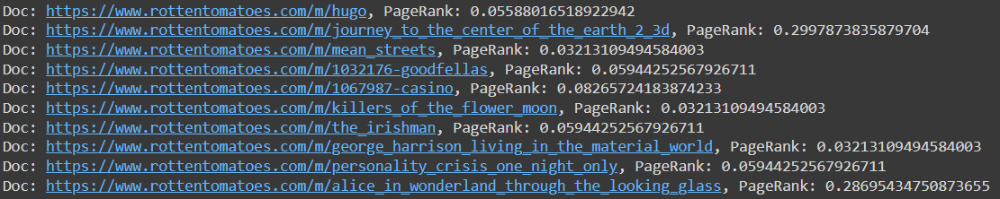 Doc: https://www.rottentomatoes.com/m/hugo, PageRank: 0.05588016518922942
Doc: https://www.rottentomatoes.com/m/journey_to_the_center_of_the_earth_2_3d, PageRank: 0.2997873835879704
Doc: https://www.rottentomatoes.com/m/mean_streets, PageRank: 0.03213109494584003
Doc: https://www.rottentomatoes.com/m/1032176-goodfellas, PageRank: 0.05944252567926711
Doc: https://www.rottentomatoes.com/m/1067987-casino, PageRank: 0.08265724183874233
Doc: https://www.rottentomatoes.com/m/killers_of_the_flower_moon, PageRank: 0.03213109494584003
Doc: https://www.rottentomatoes.com/m/the_irishman, PageRank: 0.05944252567926711
Doc: https://www.rottentomatoes.com/m/george_harrison_living_in_the_material_world, PageRank: 0.03213109494584003
Doc: https://www.rottentomatoes.com/m/personality_crisis_one_night_only, PageRank: 0.05944252567926711
Doc: https://www.rottentomatoes.com/m/alice_in_wonderland_through_the_looking_glass, PageRank: 0.28695434750873655